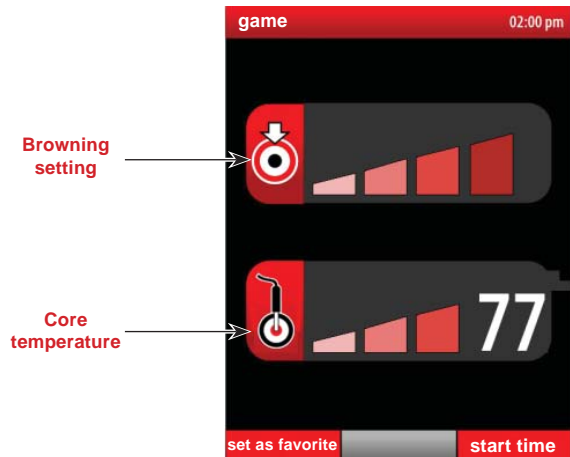 game 02:00 pm
Browning
setting
Core
temperature
77
set as favorite start time